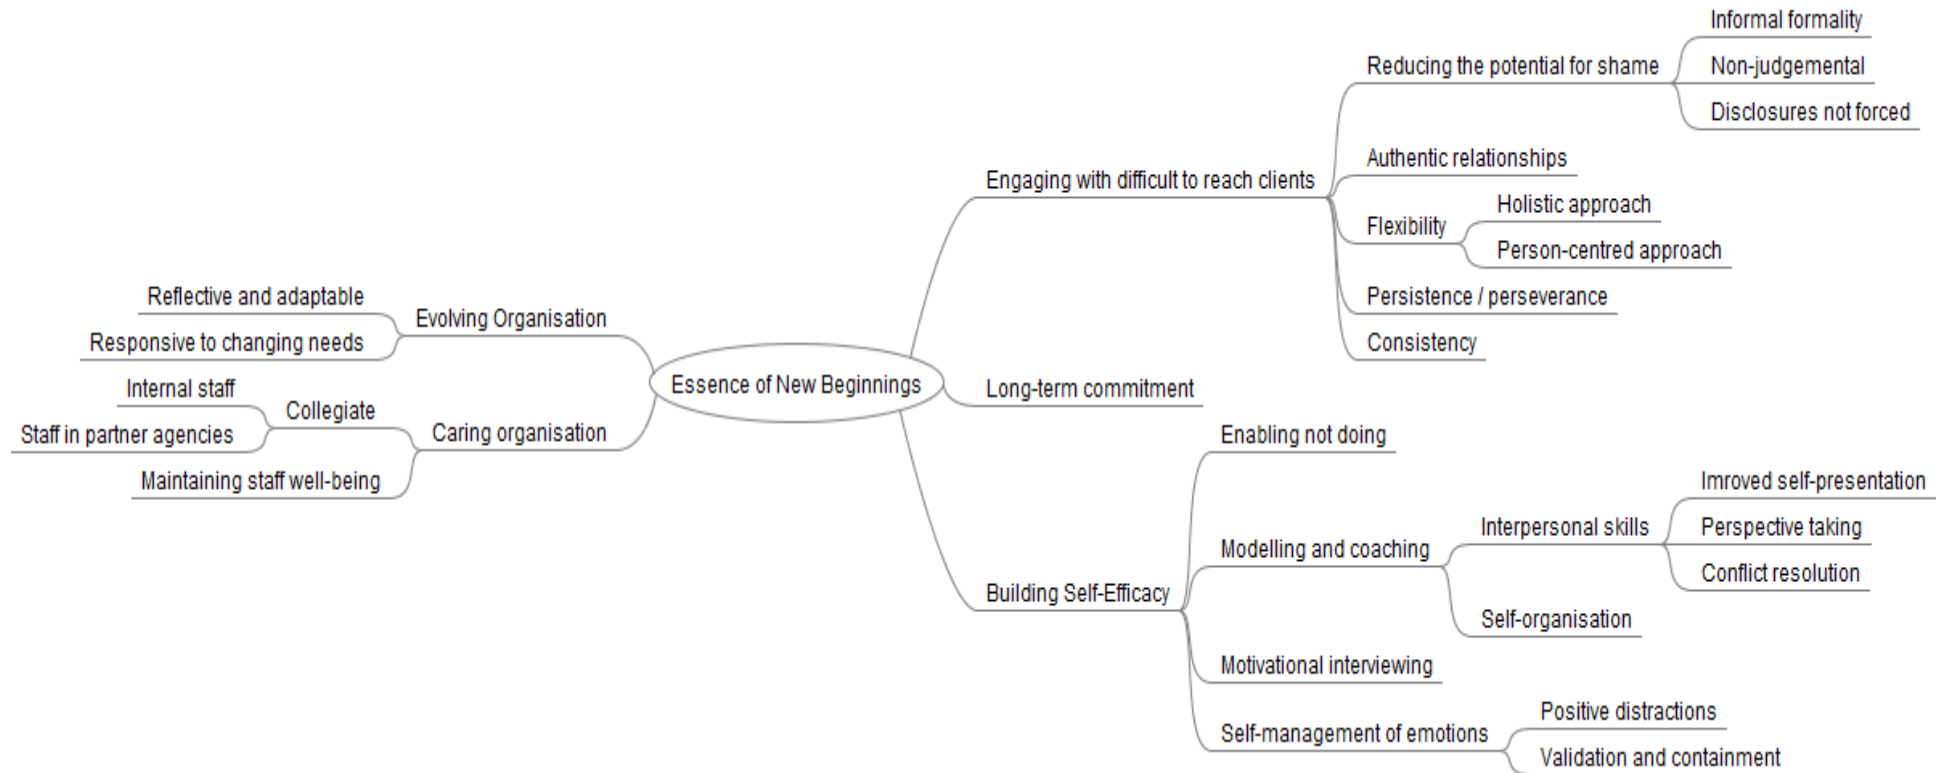 Essence of New Beginnings
Engaging with difficult to reach clients
Reducing the potential for shame
Informal formality
Non-judgemental
Disclosures not forced
Authentic relationships
Flexibility
Holistic approach
Person-centred approach
Persistence / perseverance
Consistency
Long-term commitment
Building Self-Efficacy
Enabling not doing
Modelling and coaching
Interpersonal skills
Imroved self-presentation
Perspective taking
Conflict resolution
Self-organisation
Motivational interviewing
Self-management of emotions
Positive distractions
Validation and containment
Evolving Organisation
Reflective and adaptable
Responsive to changing needs
Caring organisation
Collegiate
Internal staff
Staff in partner agencies
Maintaining staff well-being